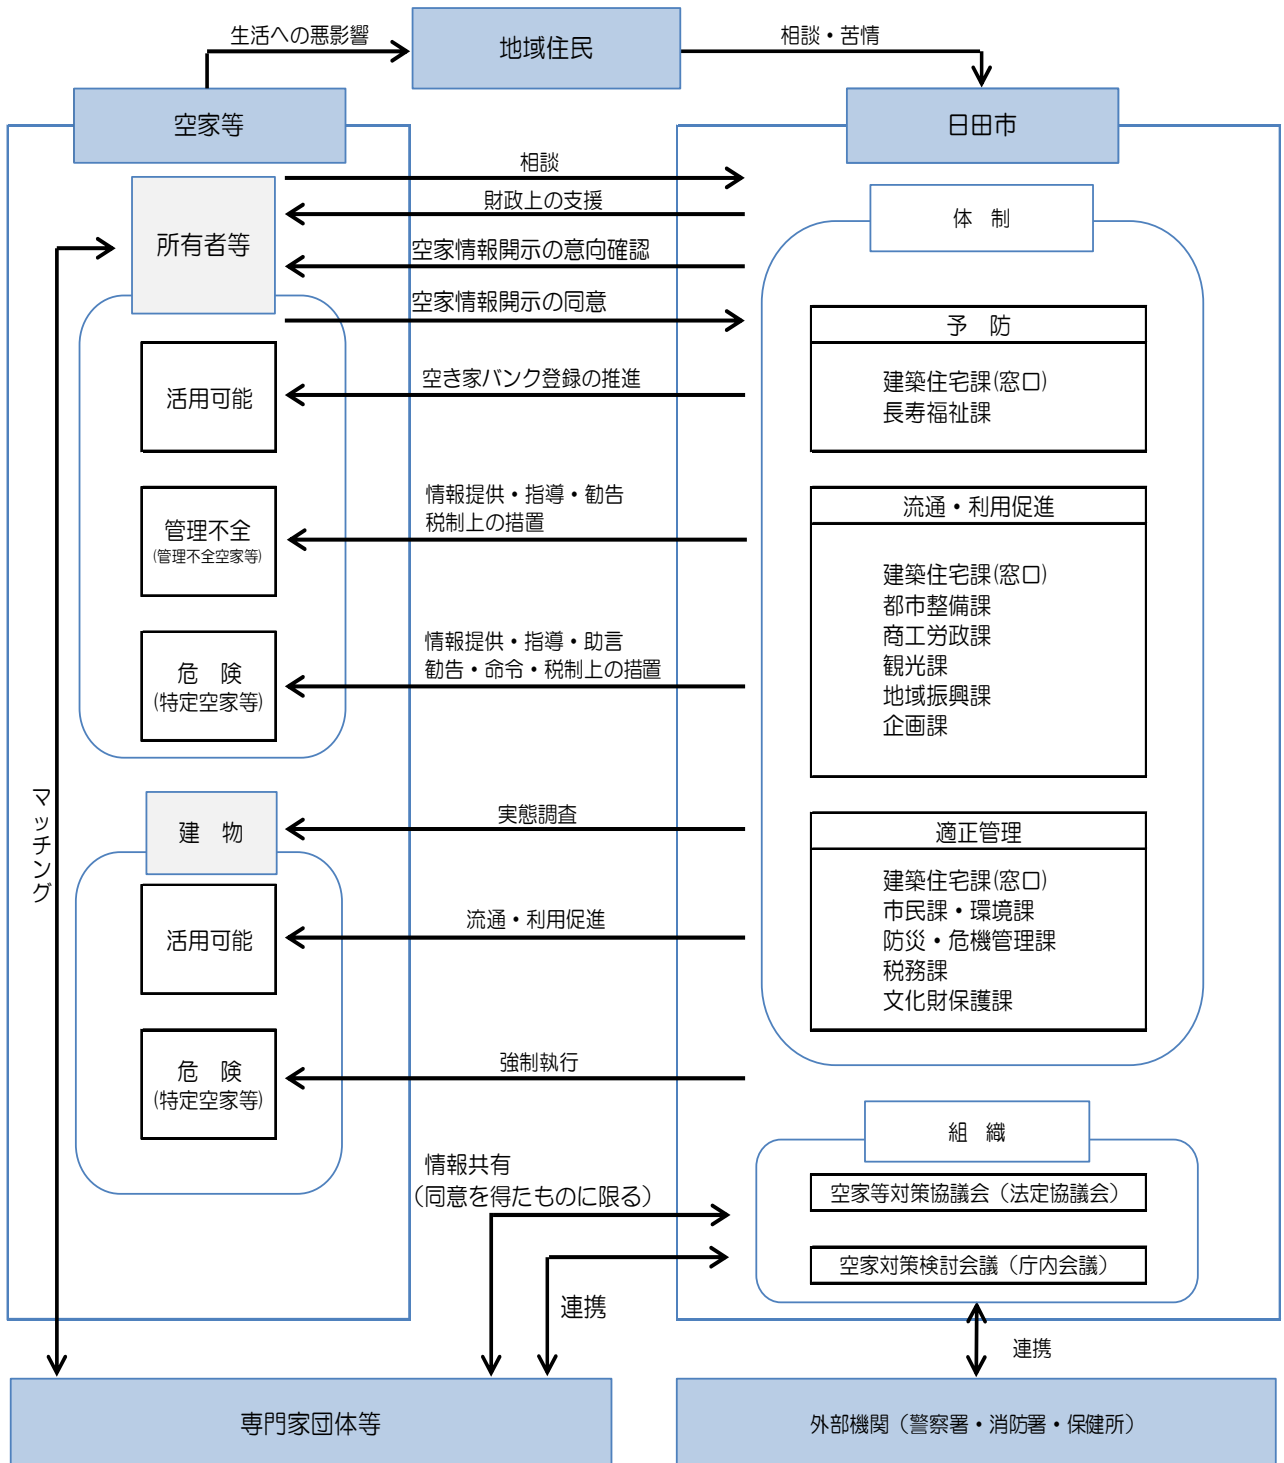 生活への悪影響
地域住民
相談・苦情
空家等
日田市
相談
財政上の支援
空家情報開示の意向確認
空家情報開示の同意
空き家バンク登録の推進
情報提供・指導・勧告
税制上の措置
情報提供・指導・助言
勧告・命令・税制上の措置
実態調査
流通・利用促進
強制執行
所有者等
活用可能
管理不全
(管理不全空家等)
危　険
(特定空家等)
建　物
活用可能
危　険
(特定空家等)
マッチング
体　制
予　防
建築住宅課(窓口)
長寿福祉課
流通・利用促進
建築住宅課(窓口)
都市整備課
商工労政課
観光課
地域振興課
企画課
適正管理
建築住宅課(窓口)
市民課・環境課
防災・危機管理課
税務課
文化財保護課
組　織
空家等対策協議会（法定協議会）
空家対策検討会議（庁内会議）
情報共有
（同意を得たものに限る）
連携
連携
専門家団体等
外部機関（警察署・消防署・保健所）